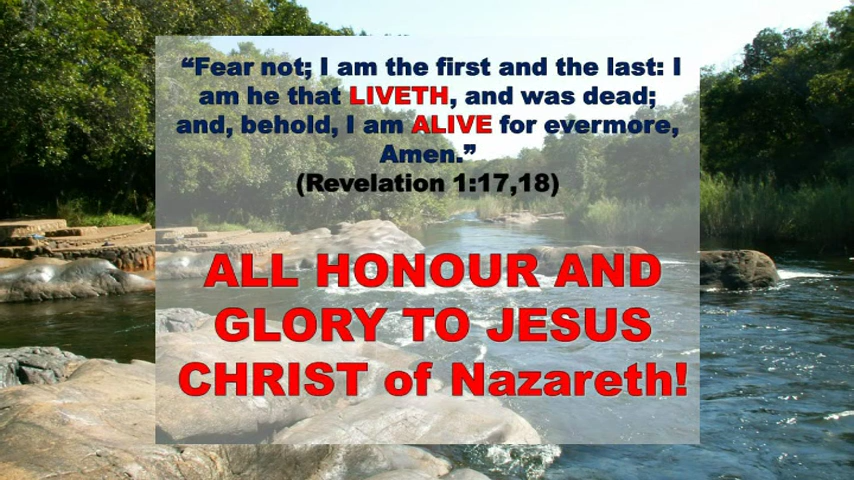 “Fear not; I am the first and the last: I
am he that LIVETH, and was dead;
and, behold, I am ALIVE for evermore,
Amen.”
(Revelation 1:17,18)
ALL HONOUR AND
GLORY TO JESUS
CHRIST of Nazareth!